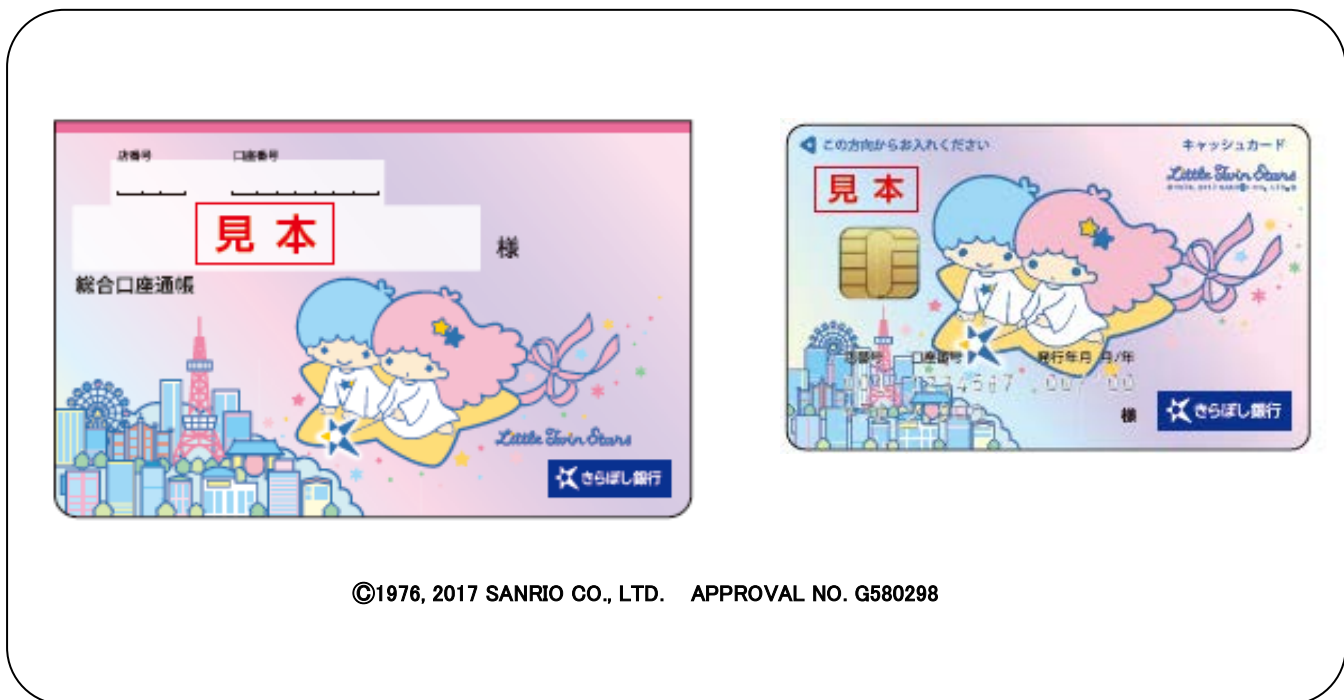 店番号 口座番号
見本
様
総合口座通帳
Little Twin Stars
きらぼし銀行
この方向からお入れください キャッシュカード
Little Twin Stars
見本
店番号 口座番号 発行年月 月/年
様
きらぼし銀行
©1976, 2017 SANRIO CO., LTD. APPROVAL NO. G580298